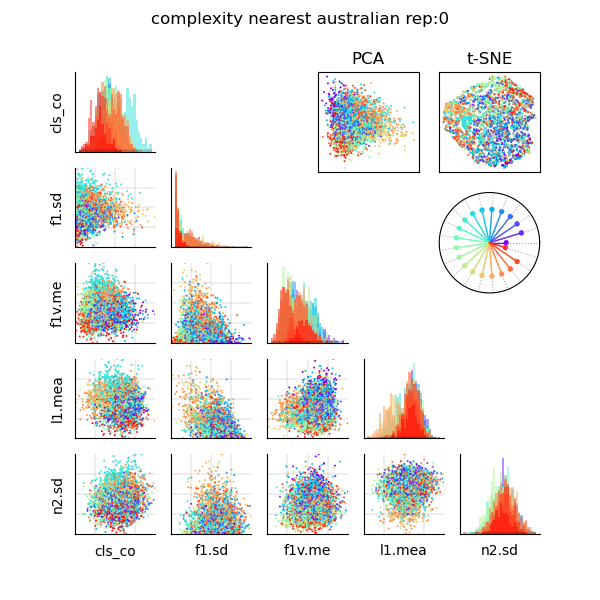 complexity nearest australian rep:0
PCA
t-SNE
cls_co
f1.sd
f1v.me
l1.mea
n2.sd
cls_co
f1.sd
f1v.me
l1.mea
n2.sd